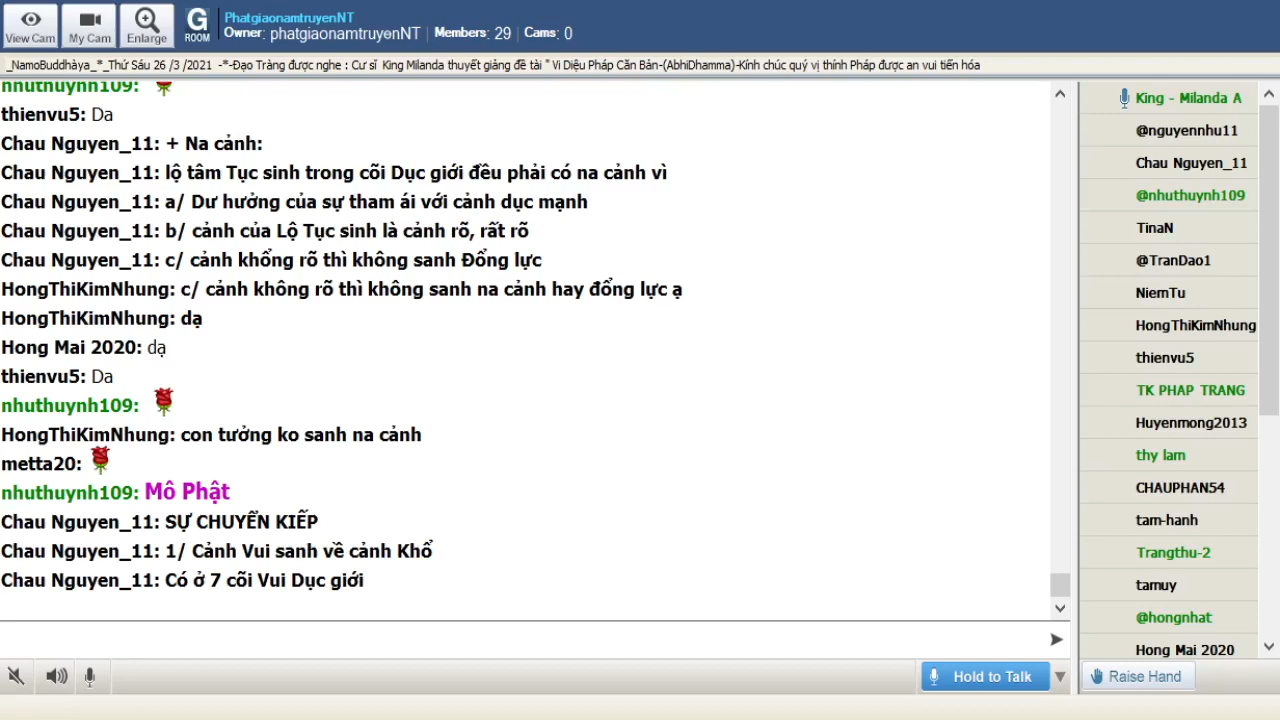 View Cam
My Cam
Enlarge
G
ROOM
PhatgiaonamtruyenNT
Owner: phatgiaonamtruyenNT | Members: 29 | Cams: 0
_NamoBuddhàya_*_Thứ Sáu 26 /3 /2021 -*-Đạo Tràng được nghe : Cư sĩ King Milanda thuyết giảng đề tài " Vi Diệu Pháp Căn Bản-(AbhiDhamma)-Kính chúc quý vị thính Pháp được an vui tiến hóa
nhuthuynh109:
thienvu5: Da
Chau Nguyen_11: + Na cảnh:
Chau Nguyen_11: lộ tâm Tục sinh trong cõi Dục giới đều phải có na cảnh vì
Chau Nguyen_11: a/ Dư hưởng của sự tham ái với cảnh dục mạnh
Chau Nguyen_11: b/ cảnh của Lộ Tục sinh là cảnh rõ, rất rõ
Chau Nguyen_11: c/ cảnh khổng rõ thì không sanh Đổng lực
HongThiKimNhung: c/ cảnh không rõ thì không sanh na cảnh hay đổng lực ạ
HongThiKimNhung: dạ
Hong Mai 2020: dạ
thienvu5: Da
nhuthuynh109:
HongThiKimNhung: con tưởng ko sanh na cảnh
metta20:
nhuthuynh109: Mô Phật
Chau Nguyen_11: SỰ CHUYỂN KIẾP
Chau Nguyen_11: 1/ Cảnh Vui sanh về cảnh Khổ
Chau Nguyen_11: Có ở 7 cõi Vui Dục giới
King - Milanda A
@nguyennhu11
Chau Nguyen_11
@nhuthuynh109
TinaN
@TranDao1
NiemTu
HongThiKimNhung
thienvu5
TK PHAP TRANG
Huyenmong2013
thy lam
CHAUPHAN54
tam-hanh
Trangthu-2
tamuy
@hongnhat
Hong Mai 2020
Hold to Talk
Raise Hand